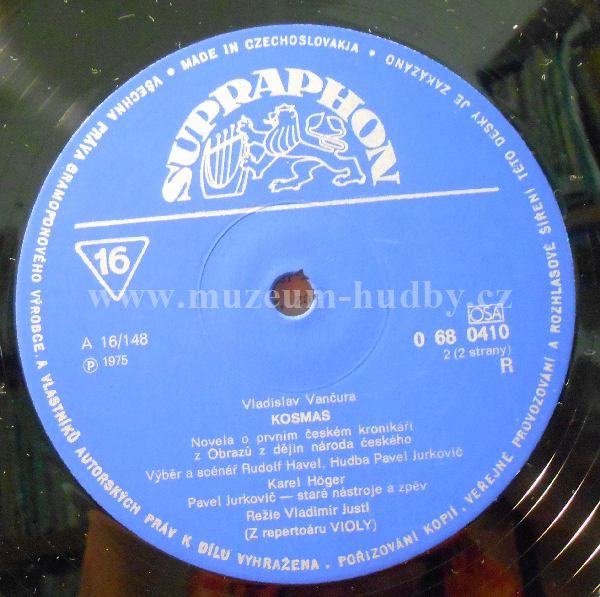 VŠECHNA PRÁVA GRAMOFONOVÉHO VÝROBCE A VLASTNÍKŮ AUTORSKÝCH PRÁV K DÍLU VYHRAŽENA . POŘIZOVÁNÍ KOPIÍ, VEŘEJNÉ PROVOZOVÁNÍ A ROZHLASOVÉ ŠÍŘENÍ TÉTO DESKY JE ZAKÁZÁNO • MADE IN CZECHOSLOVAKIA •
SUPRAPHON
16
www.muzeum-hudby.cz
OSA
A 16/148
0 68 0410
℗ 1975
2 (2 strany)
R
Vladislav Vančura
KOSMAS
Novela o prvním českém kronikáři
z Obrazů z dějin národa českého
Výběr a scénář Rudolf Havel. Hudba Pavel Jurkovič
Karel Höger
Pavel Jurkovič — staré nástroje a zpěv
Režie Vladimír Justl
(Z repertoáru VIOLY)